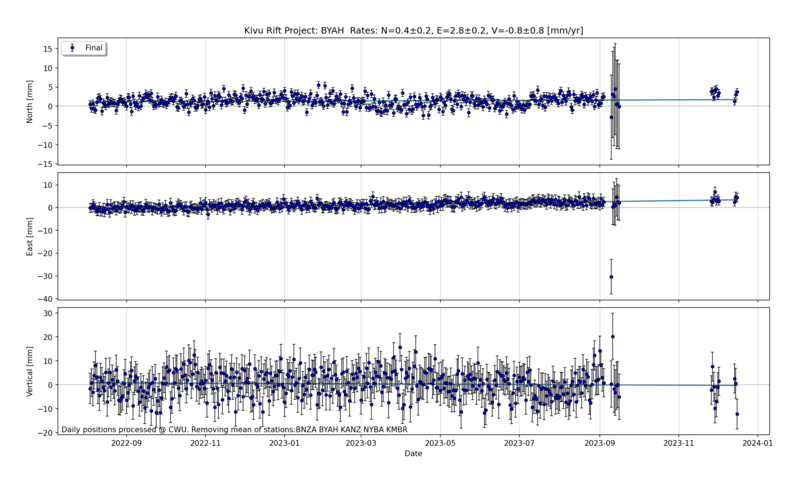 Kivu Rift Project: BYAH Rates: N=0.4±0.2, E=2.8±0.2, V=-0.8±0.8 [mm/yr]
Final
North [mm]
15
10
5
0
−5
−10
−15
East [mm]
10
0
−10
−20
−30
−40
Vertical [mm]
30
20
10
0
−10
−20
Daily positions processed @ CWU. Removing mean of stations:BNZA BYAH KANZ NYBA KMBR
2022-09 2022-11 2023-01 2023-03 2023-05 2023-07 2023-09 2023-11 2024-01
Date